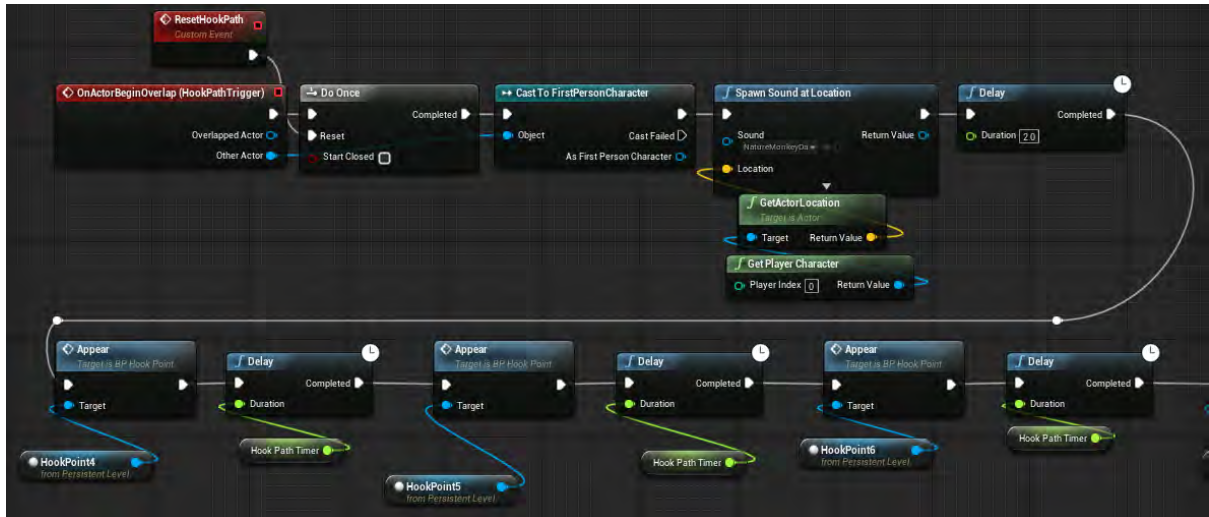 ResetHookPath
Custom Event
OnActorBeginOverlap (HookPathTrigger)
Overlapped Actor
Other Actor
Do Once
Completed
Reset
Start Closed
Cast To FirstPersonCharacter
Object
Cast Failed
As First Person Character
Spawn Sound at Location
Sound
Return Value
NatureMonkeyDa
Location
Delay
Completed
Duration 2.0
GetActorLocation
Target is Actor
Target Return Value
Get Player Character
Player Index 0 Return Value
Appear
Target is BP Hook Point
Target
HookPoint4
from Persistent Level
Delay
Completed
Duration
Hook Path Timer
Appear
Target is BP Hook Point
Target
HookPoint5
from Persistent Level
Delay
Completed
Duration
Hook Path Timer
Appear
Target is BP Hook Point
Target
HookPoint6
from Persistent Level
Delay
Completed
Duration
Hook Path Timer